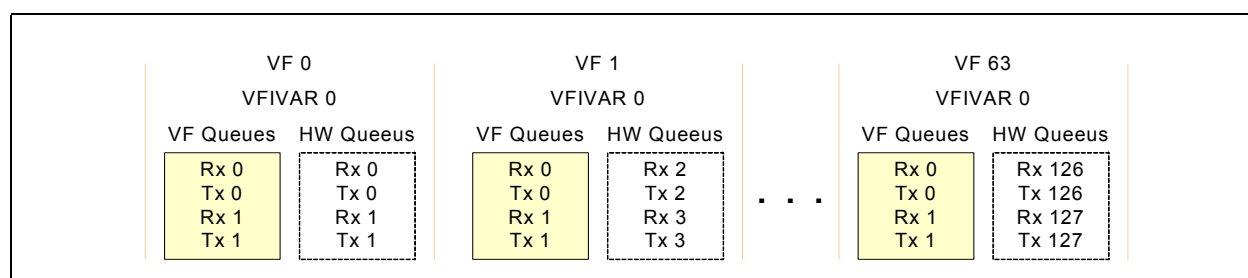 VF 0
VFIVAR 0
VF Queues HW Queeus
Rx 0 Rx 0
Tx 0 Tx 0
Rx 1 Rx 1
Tx 1 Tx 1
VF 1
VFIVAR 0
VF Queues HW Queeus
Rx 0 Rx 2
Tx 0 Tx 2
Rx 1 Rx 3
Tx 1 Tx 3
. . .
VF 63
VFIVAR 0
VF Queues HW Queeus
Rx 0 Rx 126
Tx 0 Tx 126
Rx 1 Rx 127
Tx 1 Tx 127